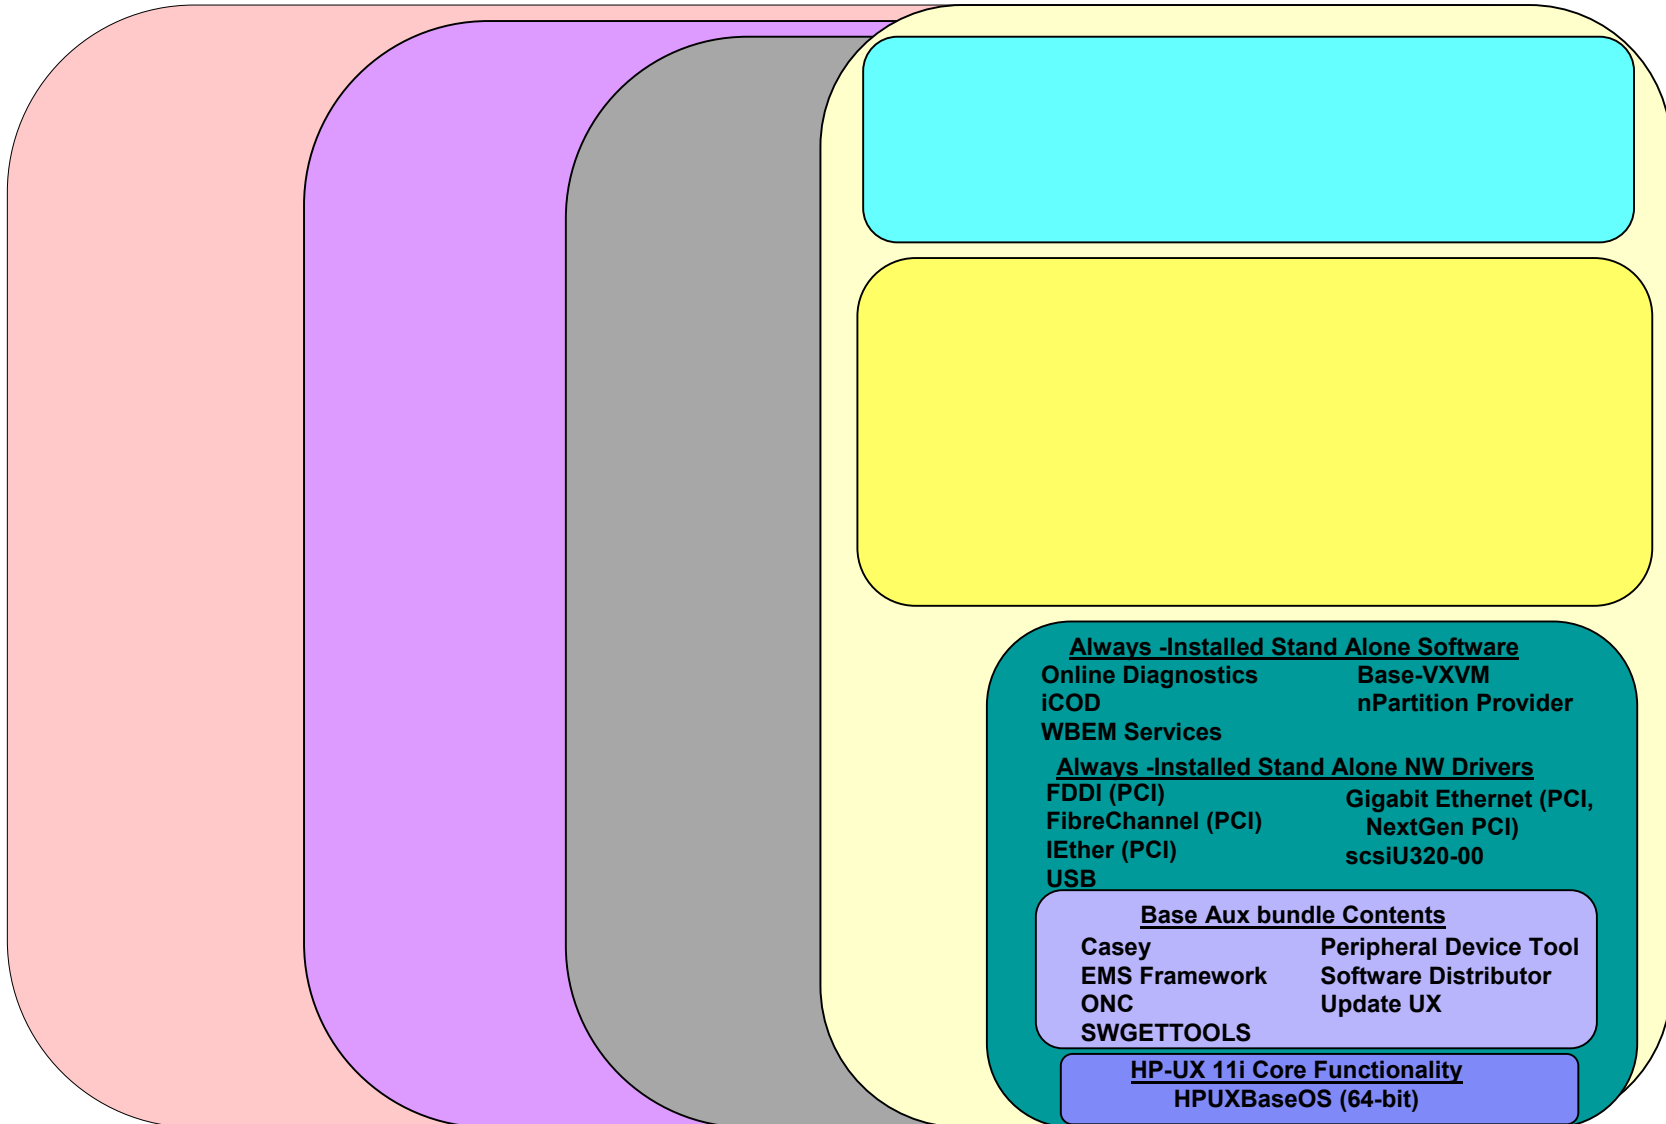 Always -Installed Stand Alone Software
Online Diagnostics
iCOD
WBEM Services
Base-VXVM
nPartition Provider
Always -Installed Stand Alone NW Drivers
FDDI (PCI)
FibreChannel (PCI)
IEther (PCI)
USB
Gigabit Ethernet (PCI,
NextGen PCI)
scsiU320-00
Base Aux bundle Contents
Casey
EMS Framework
ONC
SWGETTOOLS
Peripheral Device Tool
Software Distributor
Update UX
HP-UX 11i Core Functionality
HPUXBaseOS (64-bit)